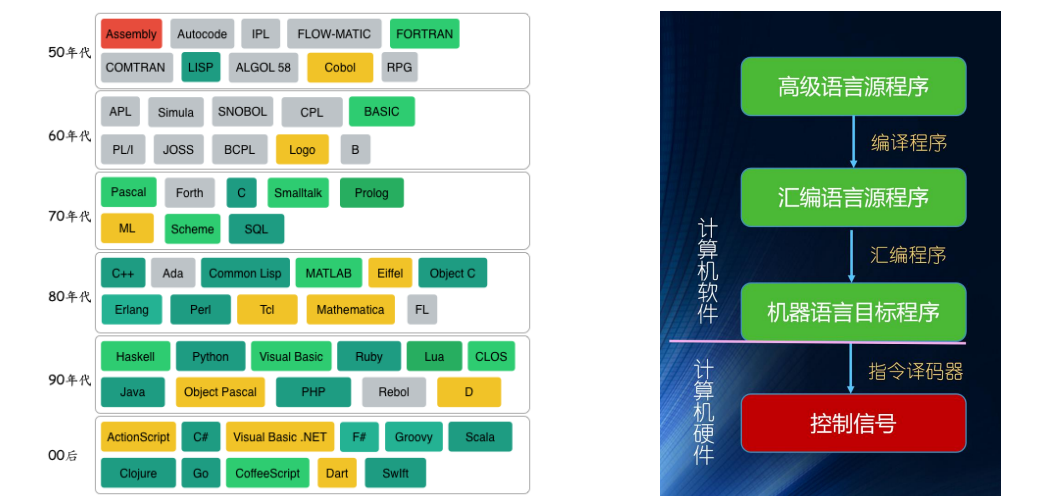 50年代
Assembly Autocode IPL FLOW-MATIC FORTRAN
COMTRAN LISP ALGOL 58 Cobol RPG
60年代
APL Simula SNOBOL CPL BASIC
PL/I JOSS BCPL Logo B
70年代
Pascal Forth C Smalltalk Prolog
ML Scheme SQL
80年代
C++ Ada Common Lisp MATLAB Eiffel Object C
Erlang Perl Tcl Mathematica FL
90年代
Haskell Python Visual Basic Ruby Lua CLOS
Java Object Pascal PHP Rebol D
00后
ActionScript C# Visual Basic .NET F# Groovy Scala
Clojure Go CoffeeScript Dart SwIft
高级语言源程序
编译程序
汇编语言源程序
汇编程序
机器语言目标程序
计算机软件
指令译码器
控制信号
计算机硬件